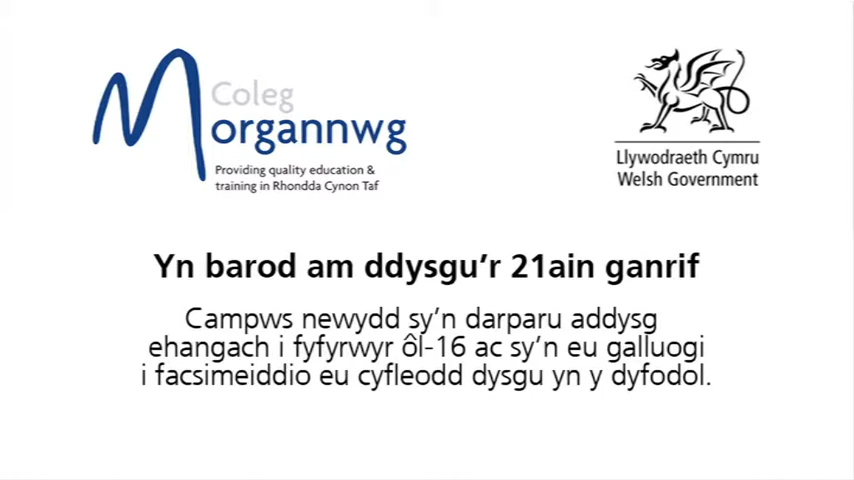 Coleg
Morgannwg
Providing quality education &
training in Rhondda Cynon Taf
Llywodraeth Cymru
Welsh Government
Yn barod am ddysgu'r 21ain ganrif
Campws newydd sy'n darparu addysg
ehangach i fyfyrwyr ôl-16 ac sy'n eu galluogi
i facsimeiddio eu cyfleodd dysgu yn y dyfodol.